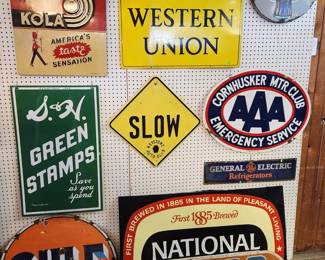 KOLA
AMERICA'S
taste
SENSATION
WESTERN
UNION
S. & H.
GREEN
STAMPS
Save
as you
spend
SLOW
CORNHUSKER MTR. CLUB
AAA
EMERGENCY SERVICE
GENERAL ELECTRIC
Refrigerators
GULF
FIRST BREWED IN 1885 IN THE LAND OF PLEASANT LIVING
First 1885 Brewed
NATIONAL